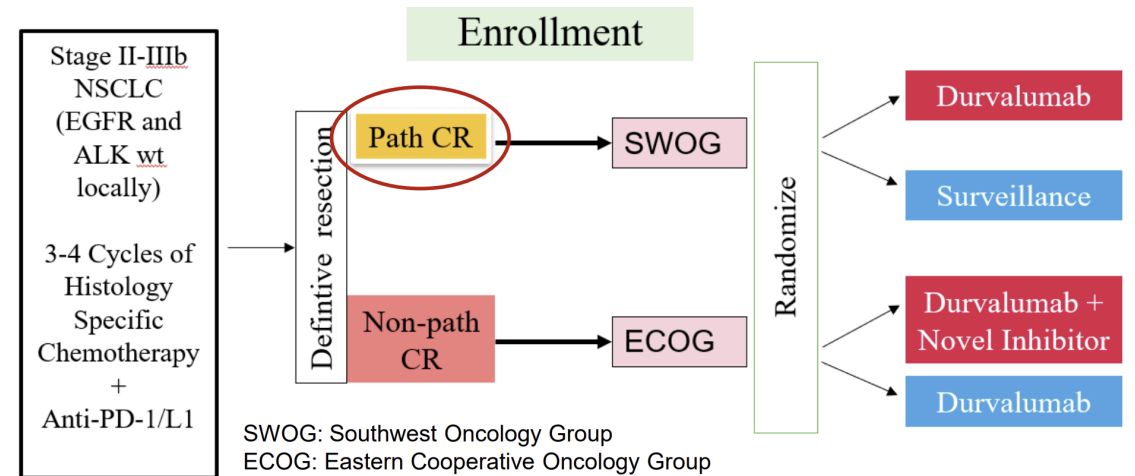 Enrollment
Stage II-IIIb
NSCLC
(EGFR and
ALK wt
locally)
3-4 Cycles of
Histology
Specific
Chemotherapy
+
Anti-PD-1/L1
Defintive resection
Path CR
Non-path
CR
SWOG
ECOG
Randomize
Durvalumab
Surveillance
Durvalumab +
Novel Inhibitor
Durvalumab
SWOG: Southwest Oncology Group
ECOG: Eastern Cooperative Oncology Group